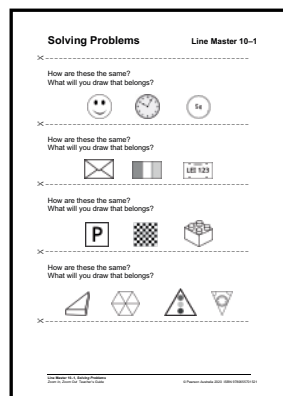 Solving Problems Line Master 10–1
How are these the same?
What will you draw that belongs?
5¢
How are these the same?
What will you draw that belongs?
LEI 123
How are these the same?
What will you draw that belongs?
P
How are these the same?
What will you draw that belongs?
Line Master 10–1, Solving Problems
Zoom In, Zoom Out Teacher's Guide